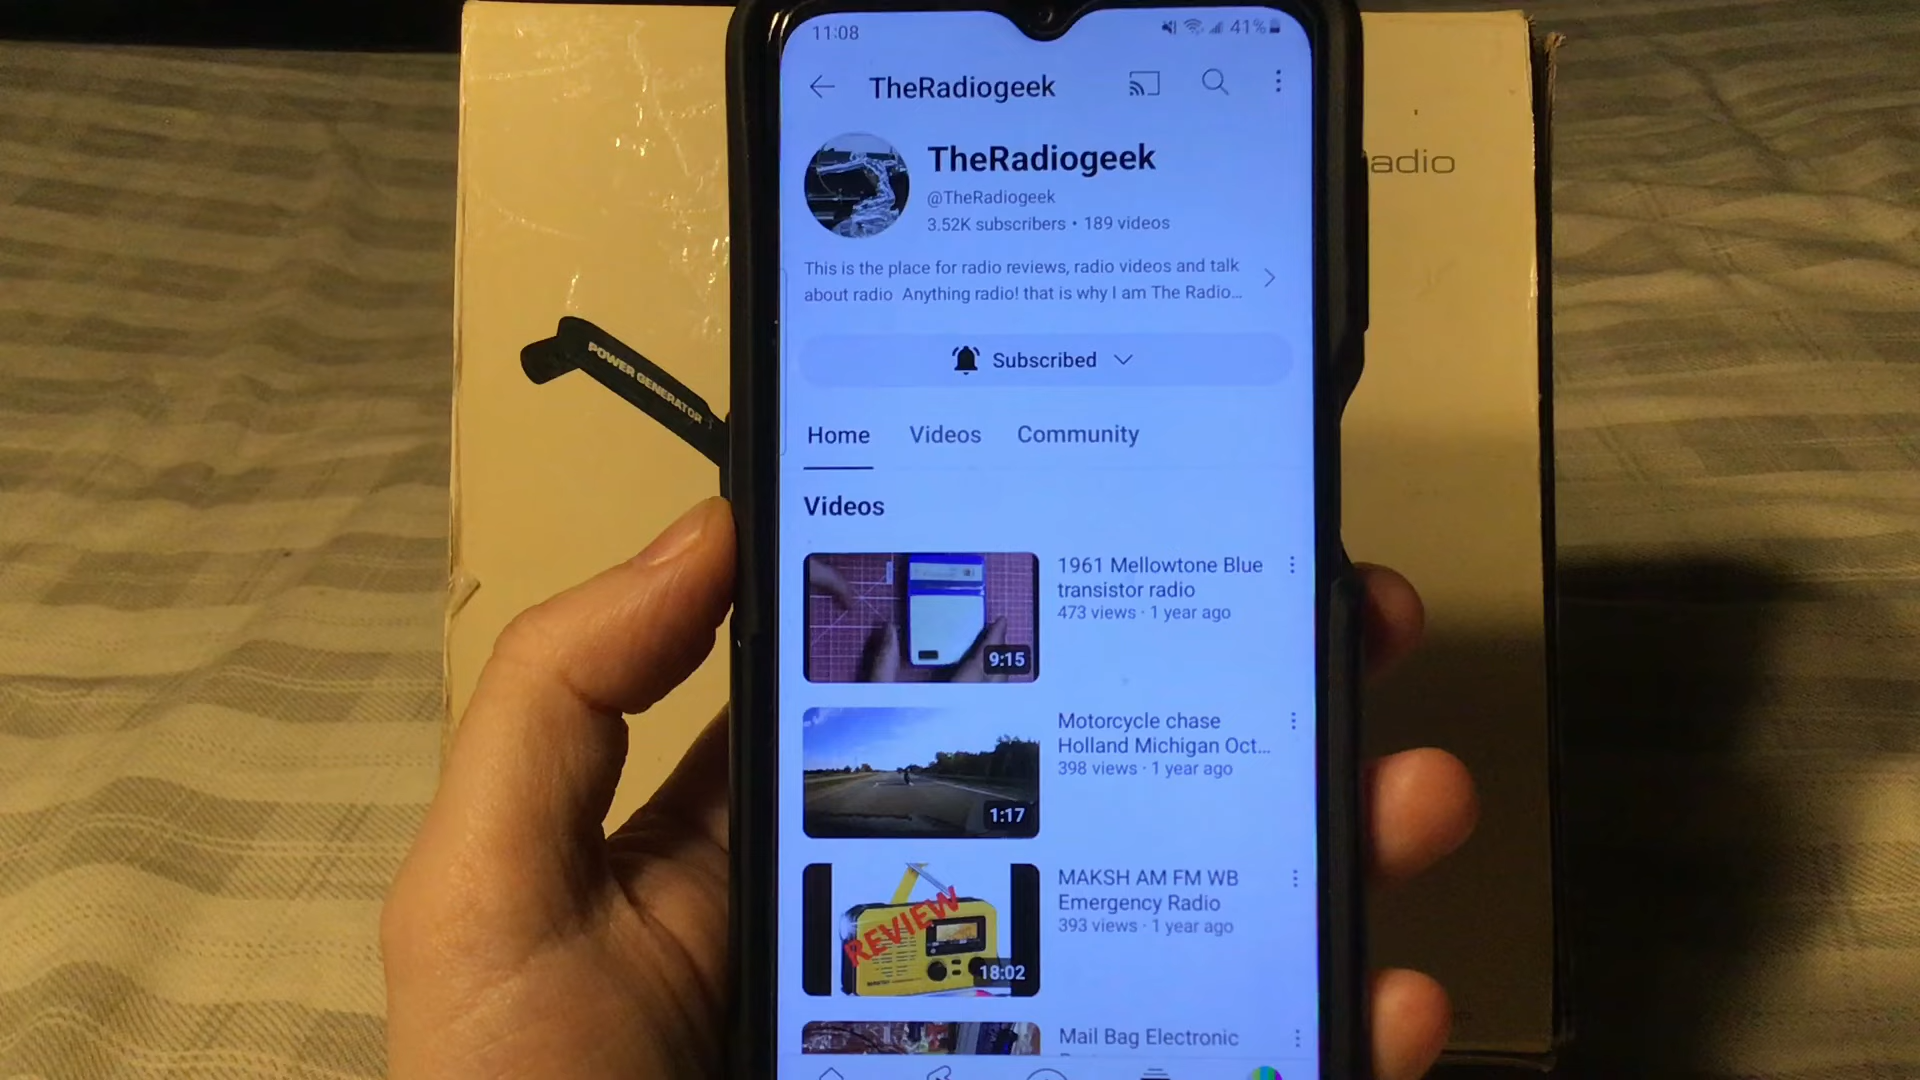 11:08
41%
TheRadiogeek
TheRadiogeek
@TheRadiogeek
3.52K subscribers • 189 videos
This is the place for radio reviews, radio videos and talk
about radio Anything radio! that is why I am The Radio...
Subscribed
Home
Videos
Community
Videos
1961 Mellowtone Blue
transistor radio
473 views · 1 year ago
9:15
Motorcycle chase
Holland Michigan Oct...
398 views · 1 year ago
1:17
MAKSH AM FM WB
Emergency Radio
393 views · 1 year ago
REVIEW
18:02
Mail Bag Electronic
POWER GENERATOR
adio